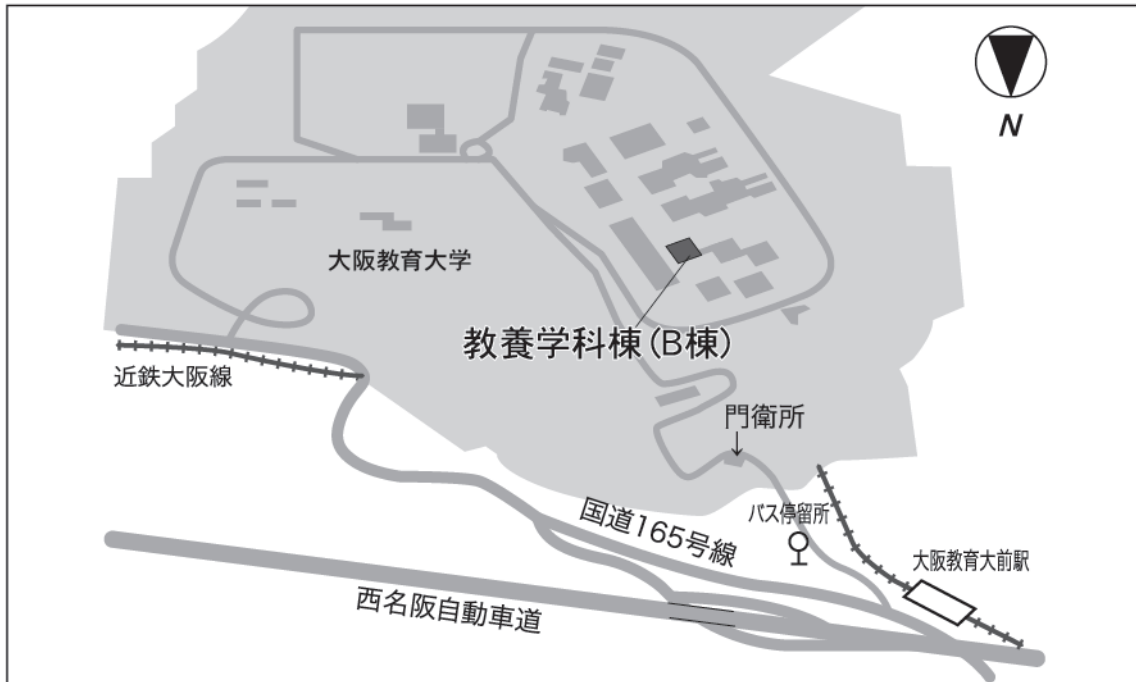 N
大阪教育大学
教養学科棟(B棟)
近鉄大阪線
門衛所
バス停留所
国道165号線
大阪教育大前駅
西名阪自動車道